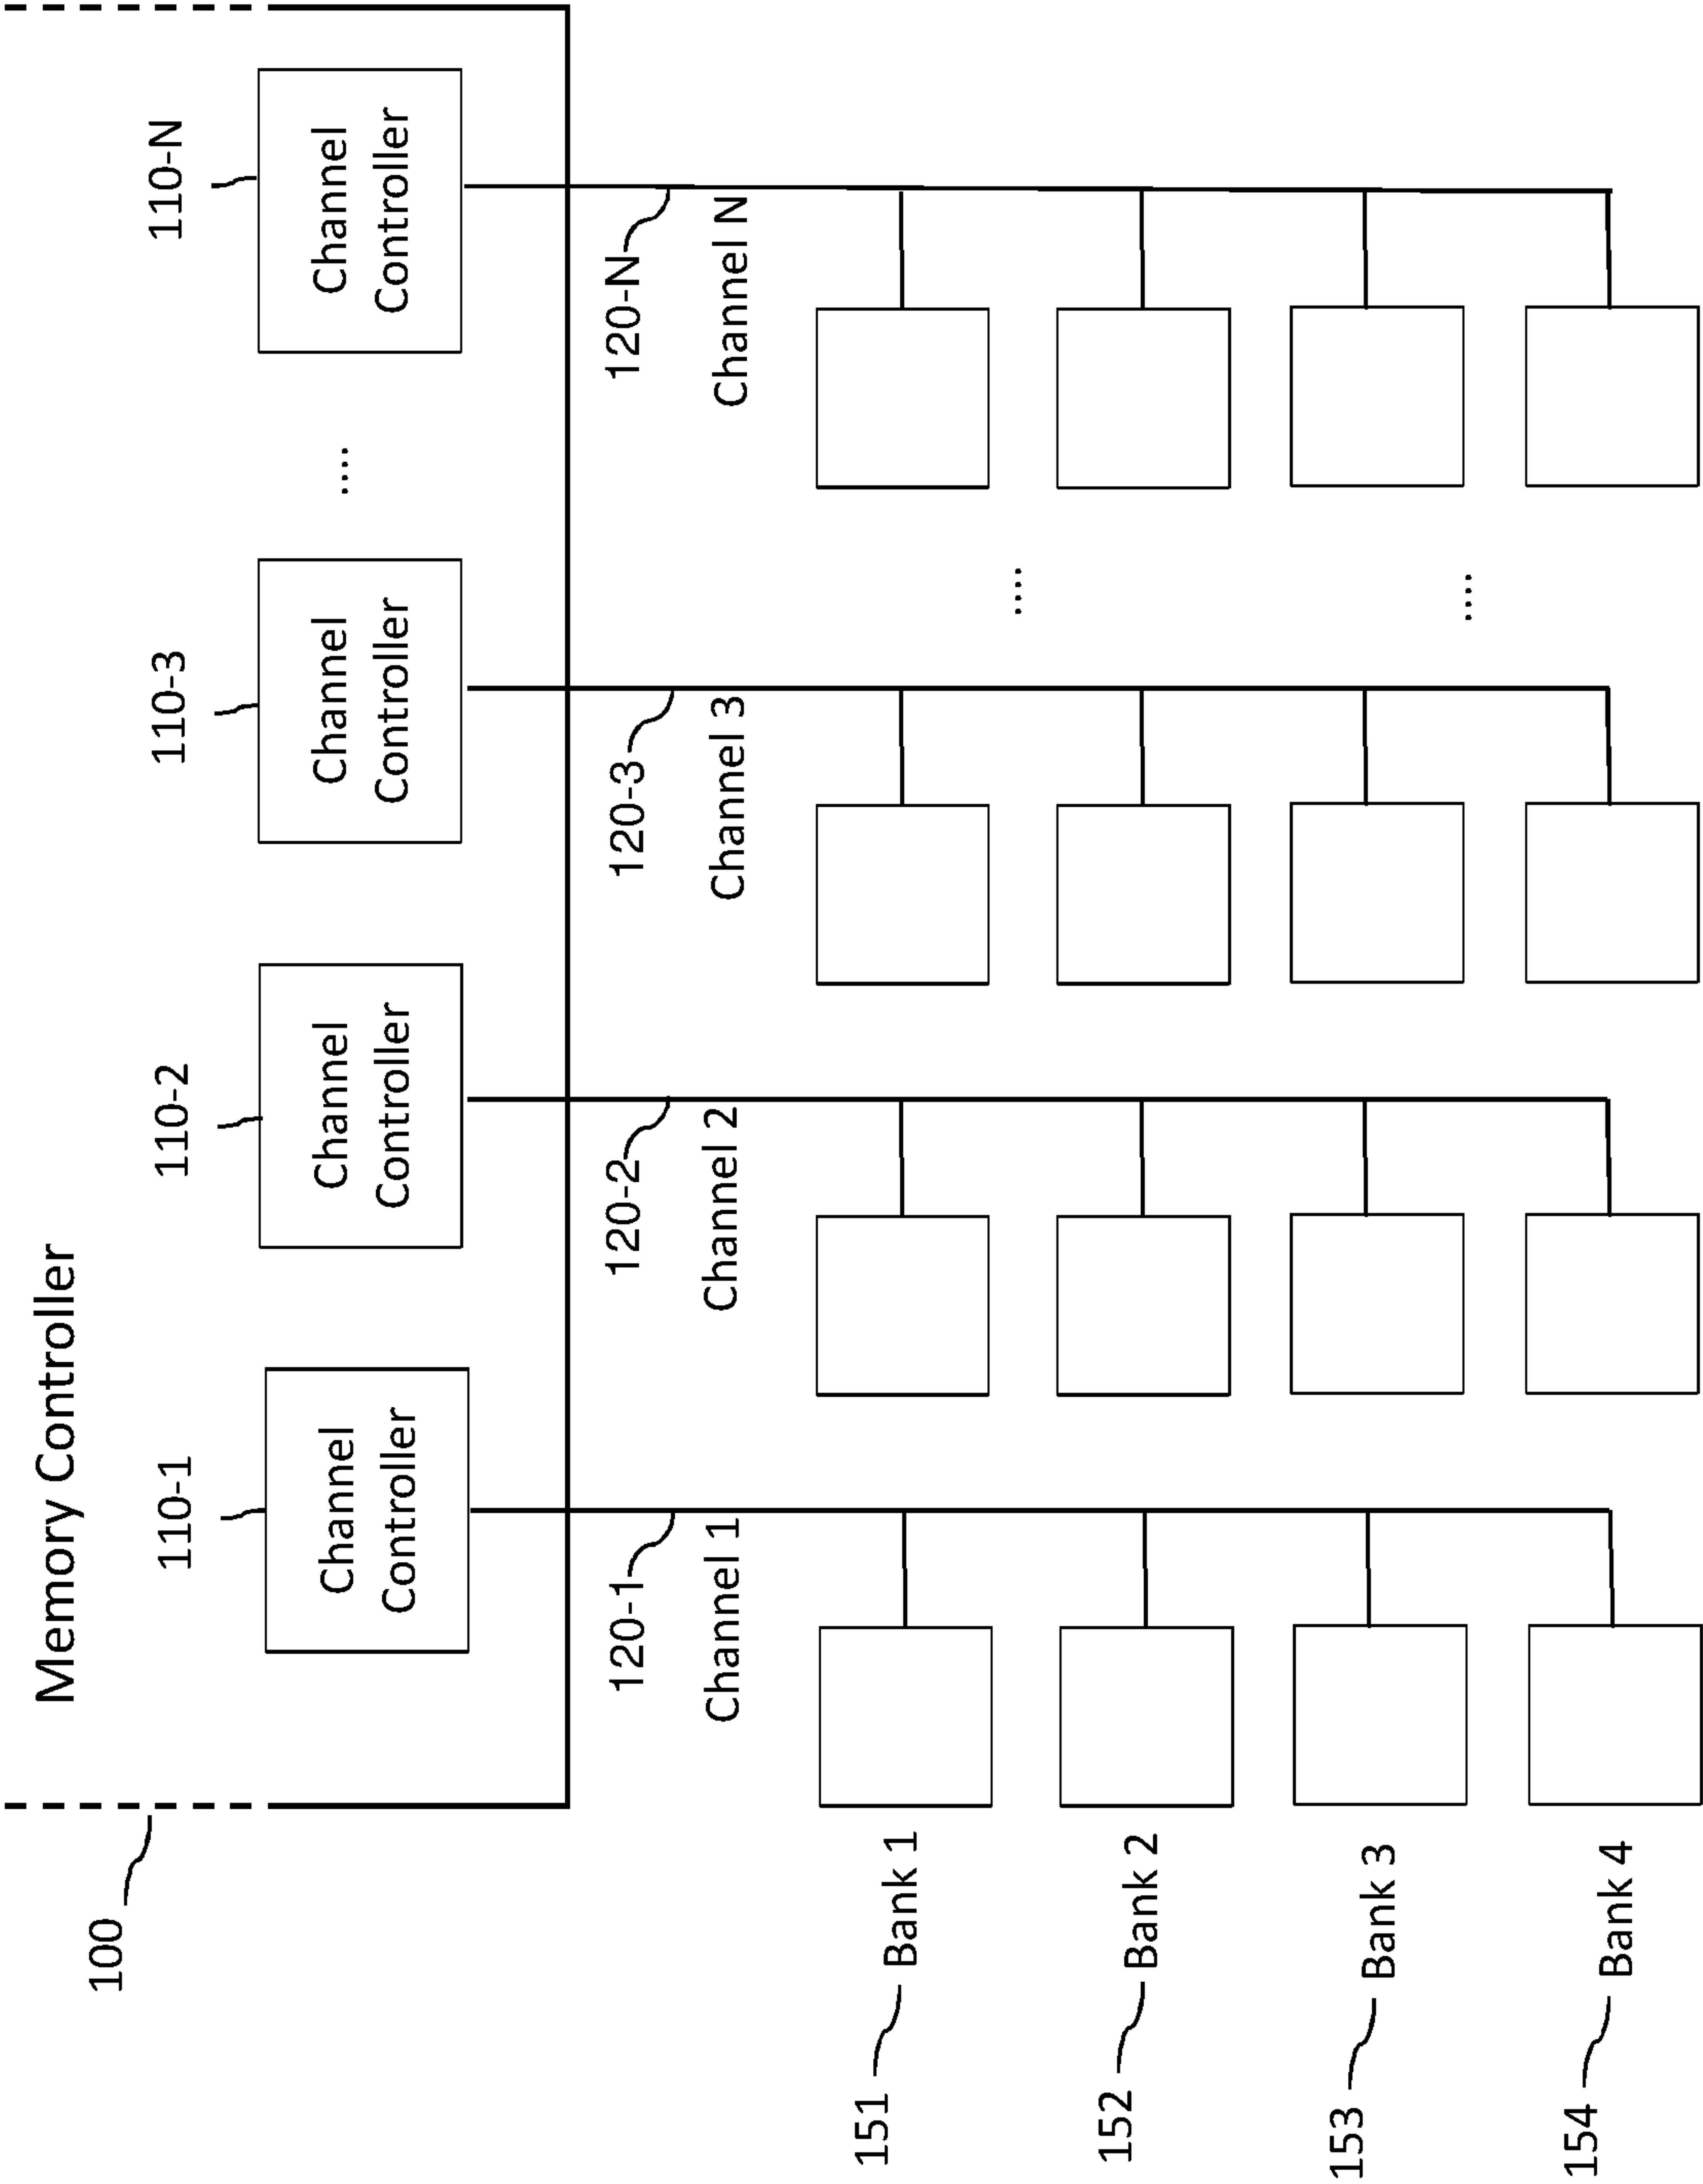 Memory Controller
100
110-1
110-2
110-3
110-N
Channel
Controller
Channel
Controller
Channel
Controller
....
Channel
Controller
120-1
120-2
120-3
120-N
Channel 1
Channel 2
Channel 3
Channel N
151 Bank 1
....
152 Bank 2
153 Bank 3
....
154 Bank 4